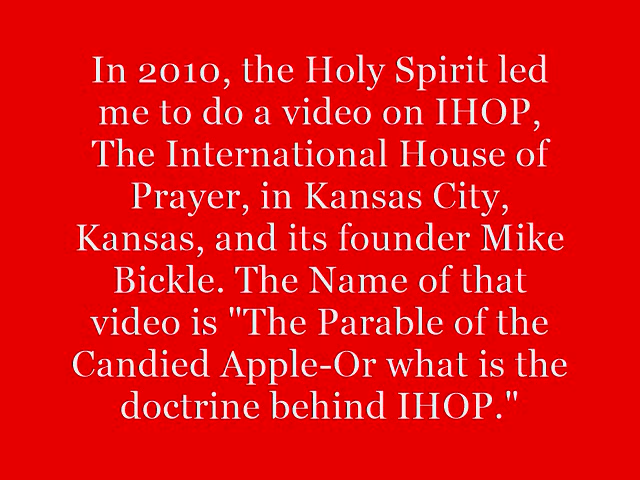 In 2010, the Holy Spirit led
me to do a video on IHOP,
The International House of
Prayer, in Kansas City,
Kansas, and its founder Mike
Bickle. The Name of that
video is "The Parable of the
Candied Apple-Or what is the
doctrine behind IHOP."